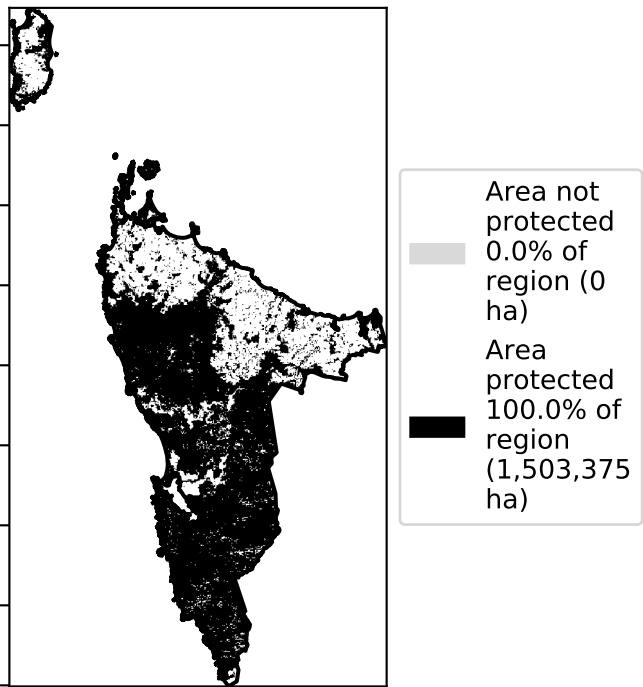 Area not
protected
0.0% of
region (0
ha)
Area
protected
100.0% of
region
(1,503,375
ha)